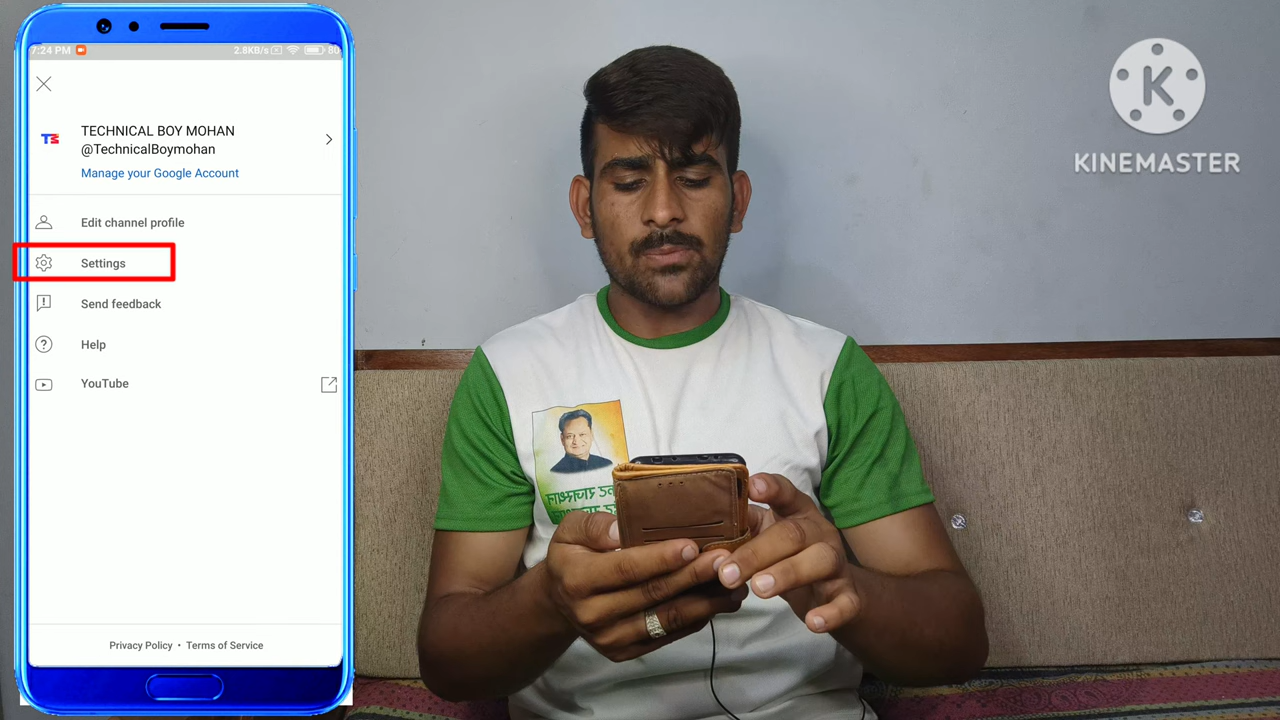 7:24 PM
2.8KB/s
80
TECHNICAL BOY MOHAN
@TechnicalBoymohan
Manage your Google Account
Edit channel profile
Settings
Send feedback
Help
YouTube
Privacy Policy • Terms of Service
K
KINEMASTER